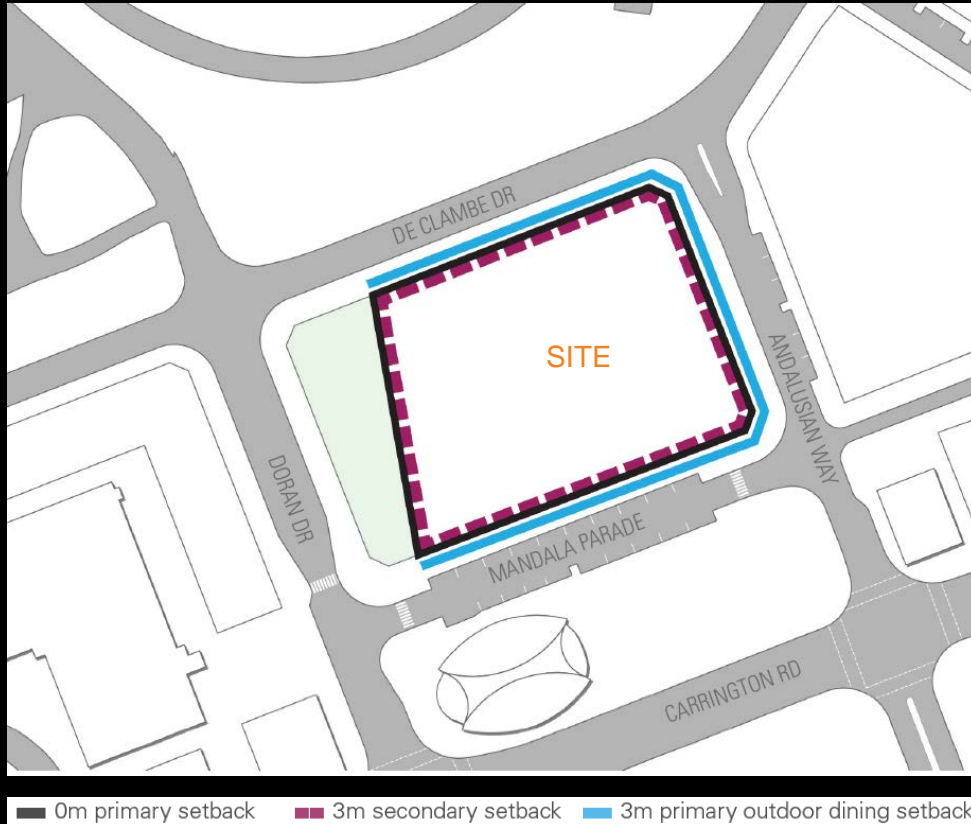 DE CLAMBE DR
SITE
ANDALUSIAN WAY
DORAN DR
MANDALA PARADE
CARRINGTON RD
0m primary setback
3m secondary setback
3m primary outdoor dining setback